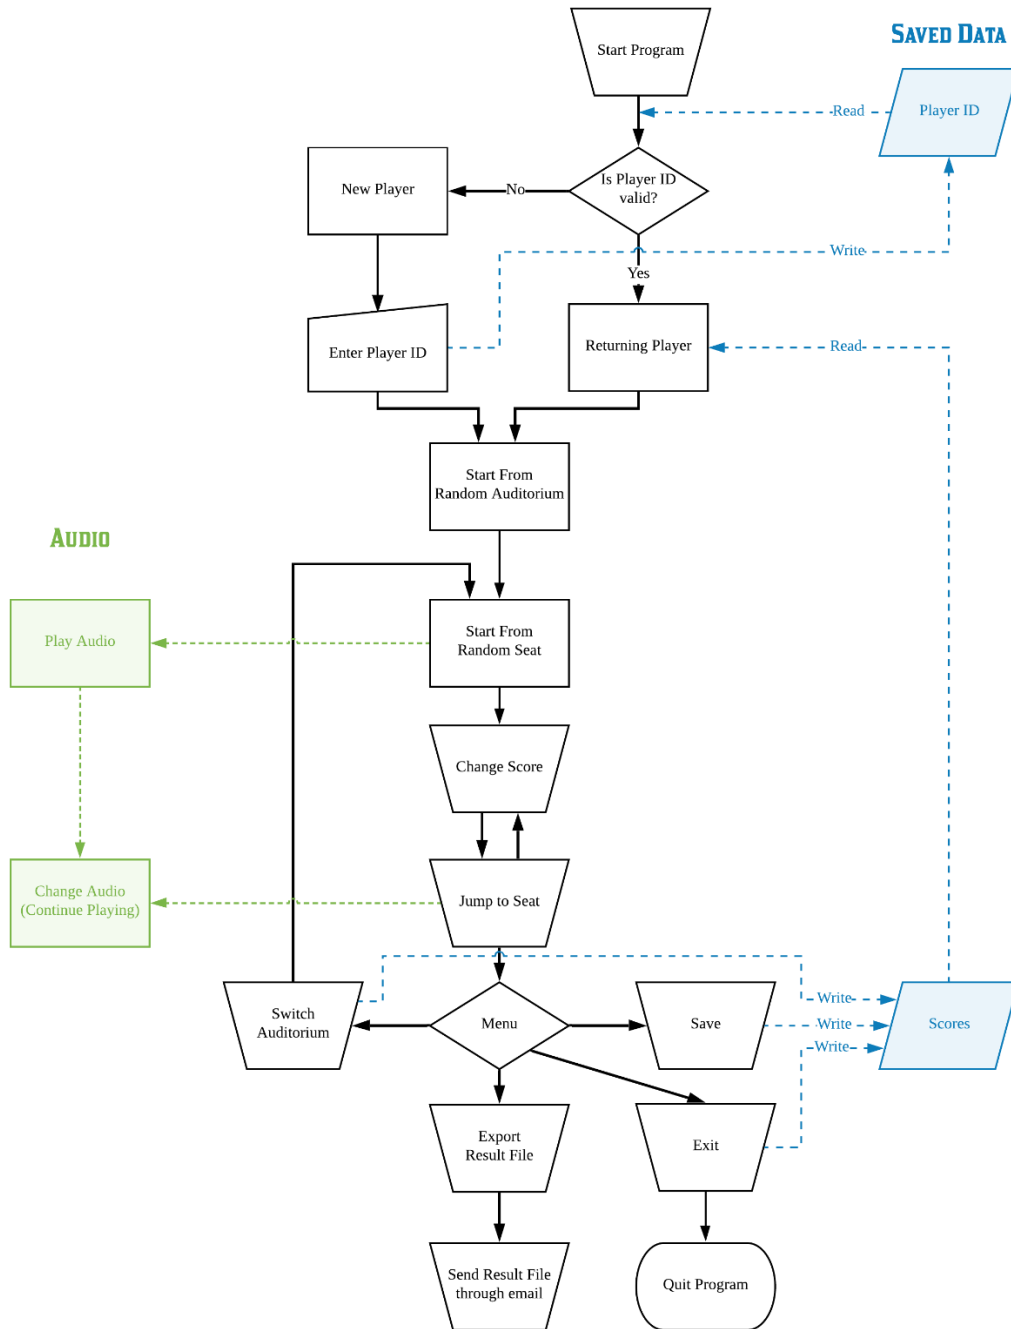 Start Program
SAVED DATA
Player ID
Read
Is Player ID
valid?
No
New Player
Write
Yes
Enter Player ID
Returning Player
Read
Start From
Random Auditorium
AUDIO
Play Audio
Start From
Random Seat
Change Score
Change Audio
(Continue Playing)
Jump to Seat
Switch
Auditorium
Menu
Save
Write
Write
Write
Scores
Export
Result File
Exit
Send Result File
through email
Quit Program